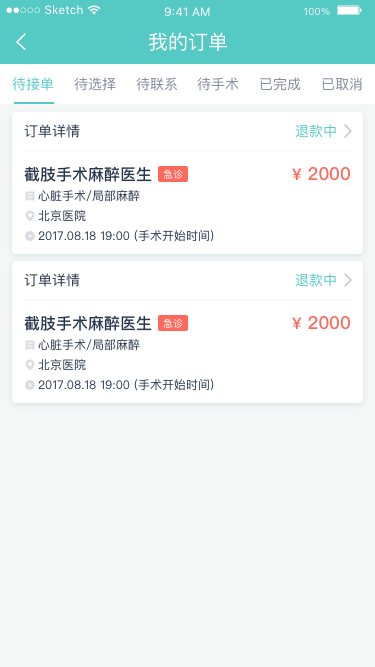 Sketch 9:41 AM 100%
我的订单
待接单 待选择 待联系 待手术 已完成 已取消
订单详情 退款中
截肢手术麻醉医生 急诊 ¥ 2000
心脏手术/局部麻醉
北京医院
2017.08.18 19:00 (手术开始时间)
订单详情 退款中
截肢手术麻醉医生 急诊 ¥ 2000
心脏手术/局部麻醉
北京医院
2017.08.18 19:00 (手术开始时间)